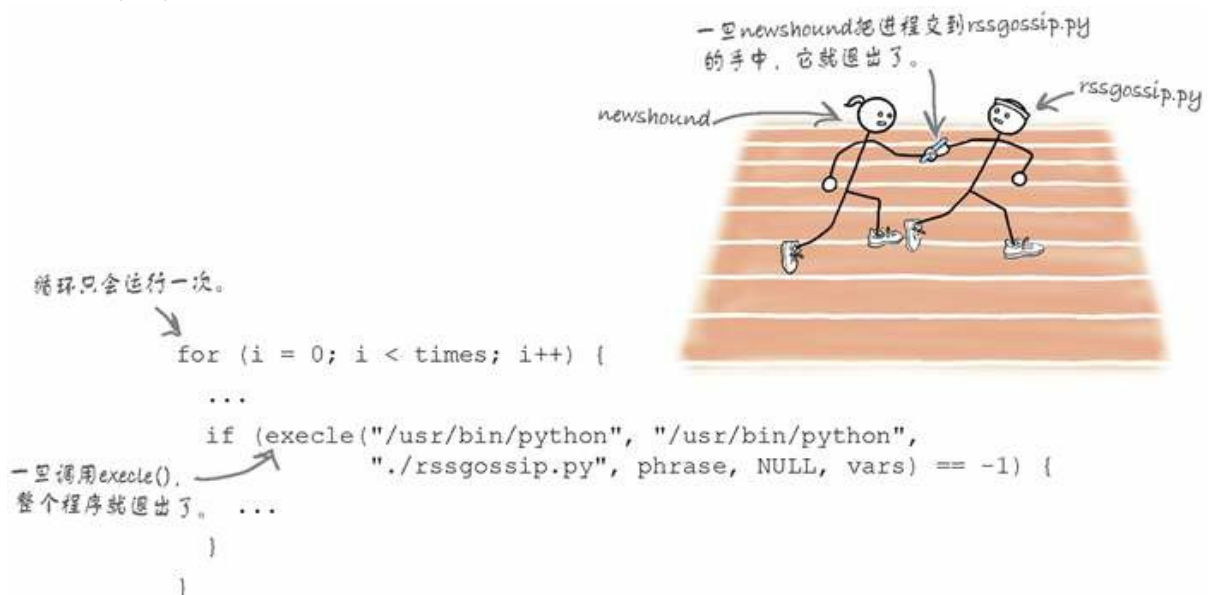 一旦newshound把进程交到rssgossip.py
的手中，它就退出了。
newshound
rssgossip.py
循环只会运行一次。
for (i = 0; i < times; i++) {
...
if (execle("/usr/bin/python", "/usr/bin/python",
"./rssgossip.py", phrase, NULL, vars) == -1) {
一旦调用execle()，
整个程序就退出了。
...
}
}